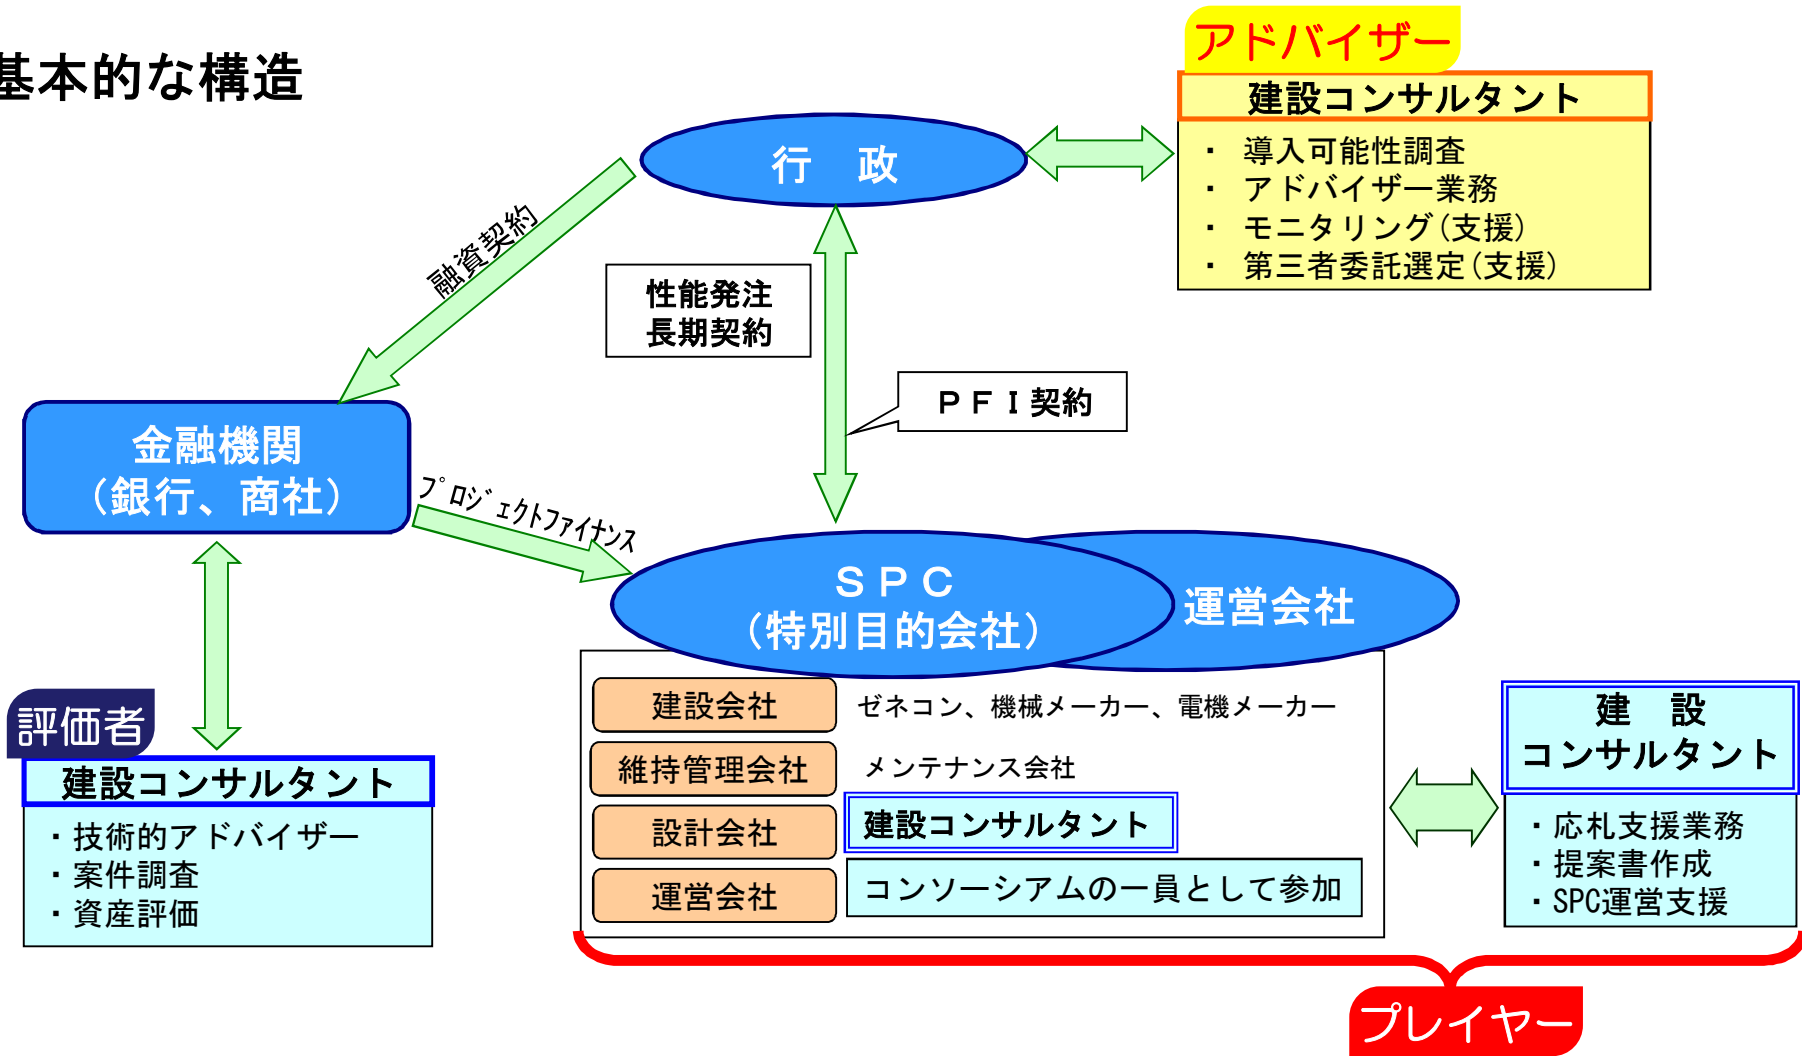 基本的な構造
アドバイザー
建設コンサルタント
・ 導入可能性調査
・ アドバイザー業務
・ モニタリング(支援)
・ 第三者委託選定(支援)
行　政
融資契約
性能発注
長期契約
ＰＦＩ契約
金融機関
（銀行、商社）
ﾌﾟﾛｼﾞｪｸﾄﾌｧｲﾅﾝｽ
ＳＰＣ
（特別目的会社）
運営会社
評価者
建設コンサルタント
・技術的アドバイザー
・案件調査
・資産評価
建設会社
ゼネコン、機械メーカー、電機メーカー
維持管理会社
メンテナンス会社
設計会社
建設コンサルタント
運営会社
コンソーシアムの一員として参加
建　設
コンサルタント
・応札支援業務
・提案書作成
・SPC運営支援
プレイヤー